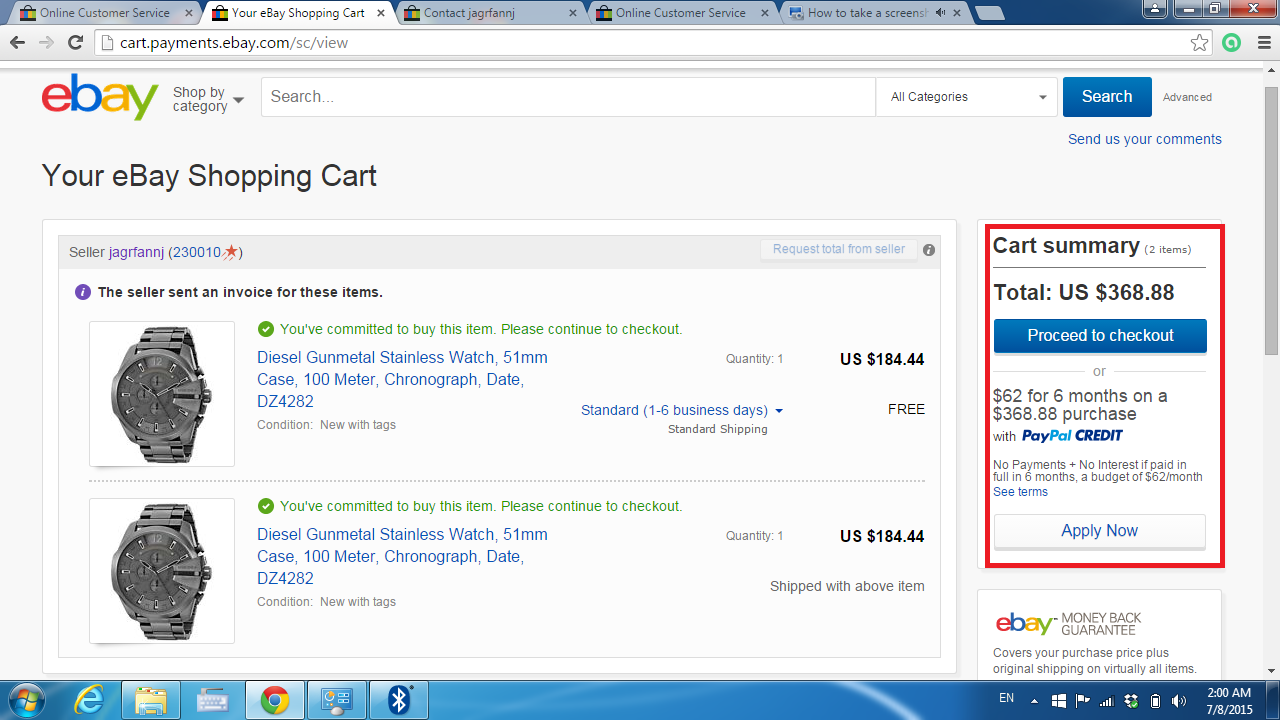 Online Customer Service
Your eBay Shopping Cart
Contact jagrfannj
Online Customer Service
How to take a screensh
cart.payments.ebay.com/sc/view
ebay
Shop by
category
Search...
All Categories
Search
Advanced
Send us your comments
Your eBay Shopping Cart
Seller jagrfannj (230010)
Request total from seller
The seller sent an invoice for these items.
You've committed to buy this item. Please continue to checkout.
Diesel Gunmetal Stainless Watch, 51mm
Case, 100 Meter, Chronograph, Date,
DZ4282
Condition: New with tags
Quantity: 1
US $184.44
Standard (1-6 business days)
FREE
Standard Shipping
You've committed to buy this item. Please continue to checkout.
Diesel Gunmetal Stainless Watch, 51mm
Case, 100 Meter, Chronograph, Date,
DZ4282
Condition: New with tags
Quantity: 1
US $184.44
Shipped with above item
Cart summary (2 items)
Total: US $368.88
Proceed to checkout
or
$62 for 6 months on a
$368.88 purchase
with PayPal CREDIT
No Payments + No Interest if paid in
full in 6 months, a budget of $62/month
See terms
Apply Now
ebay MONEY BACK
GUARANTEE
Covers your purchase price plus
original shipping on virtually all items.
EN
2:00 AM
7/8/2015